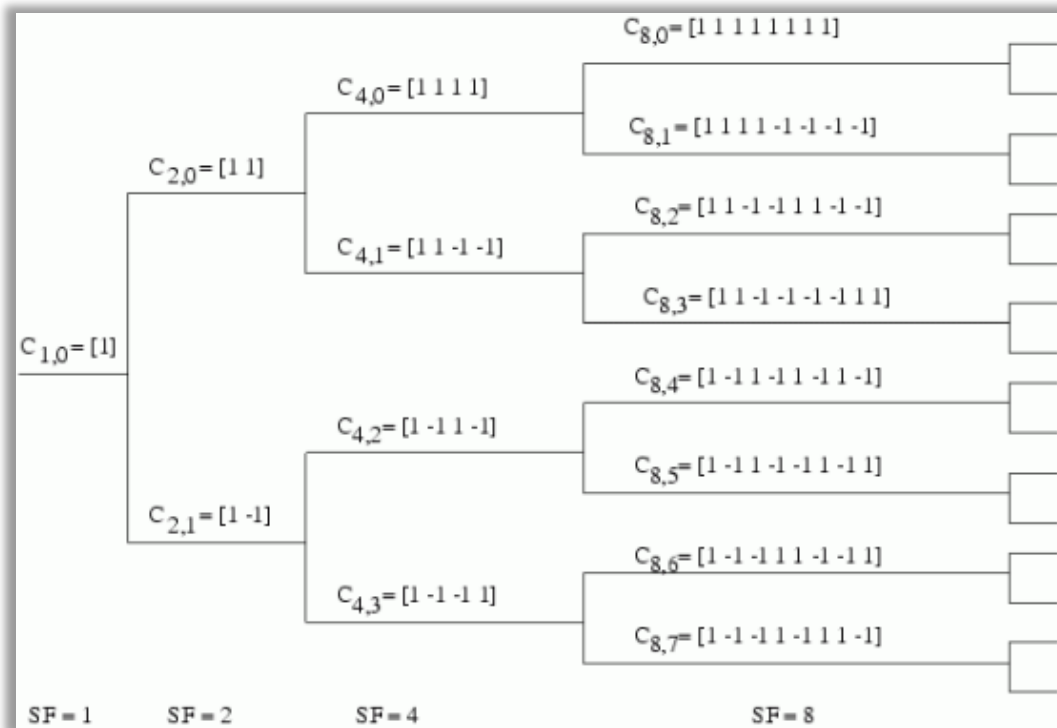 C8,0= [1 1 1 1 1 1 1 1]
C4,0= [1 1 1 1]
C8,1= [1 1 1 1 -1 -1 -1 -1]
C2,0= [1 1]
C8,2= [1 1 -1 -1 1 1 -1 -1]
C4,1= [1 1 -1 -1]
C8,3= [1 1 -1 -1 -1 -1 1 1]
C1,0= [1]
C8,4= [1 -1 1 -1 1 -1 1 -1]
C4,2= [1 -1 1 -1]
C8,5= [1 -1 1 -1 -1 1 -1 1]
C2,1= [1 -1]
C8,6= [1 -1 -1 1 1 -1 -1 1]
C4,3= [1 -1 -1 1]
C8,7= [1 -1 -1 1 -1 1 1 -1]
SF = 1 SF = 2 SF = 4 SF = 8